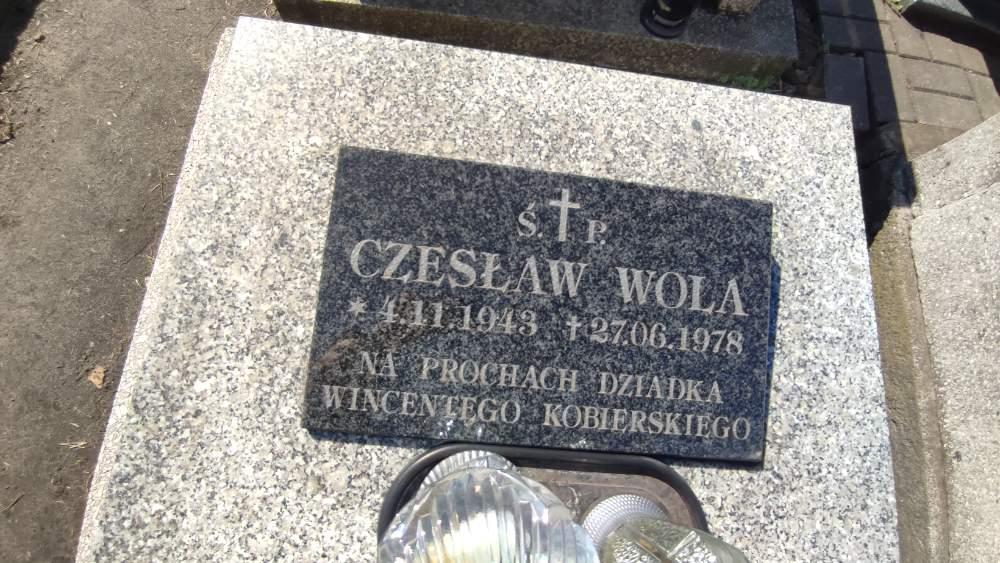 Ś. P.
CZESŁAW WOLA
* 4.11.1943 †27.06.1978
NA PROCHACH DZIADKA
WINCENTEGO KOBIERSKIEGO